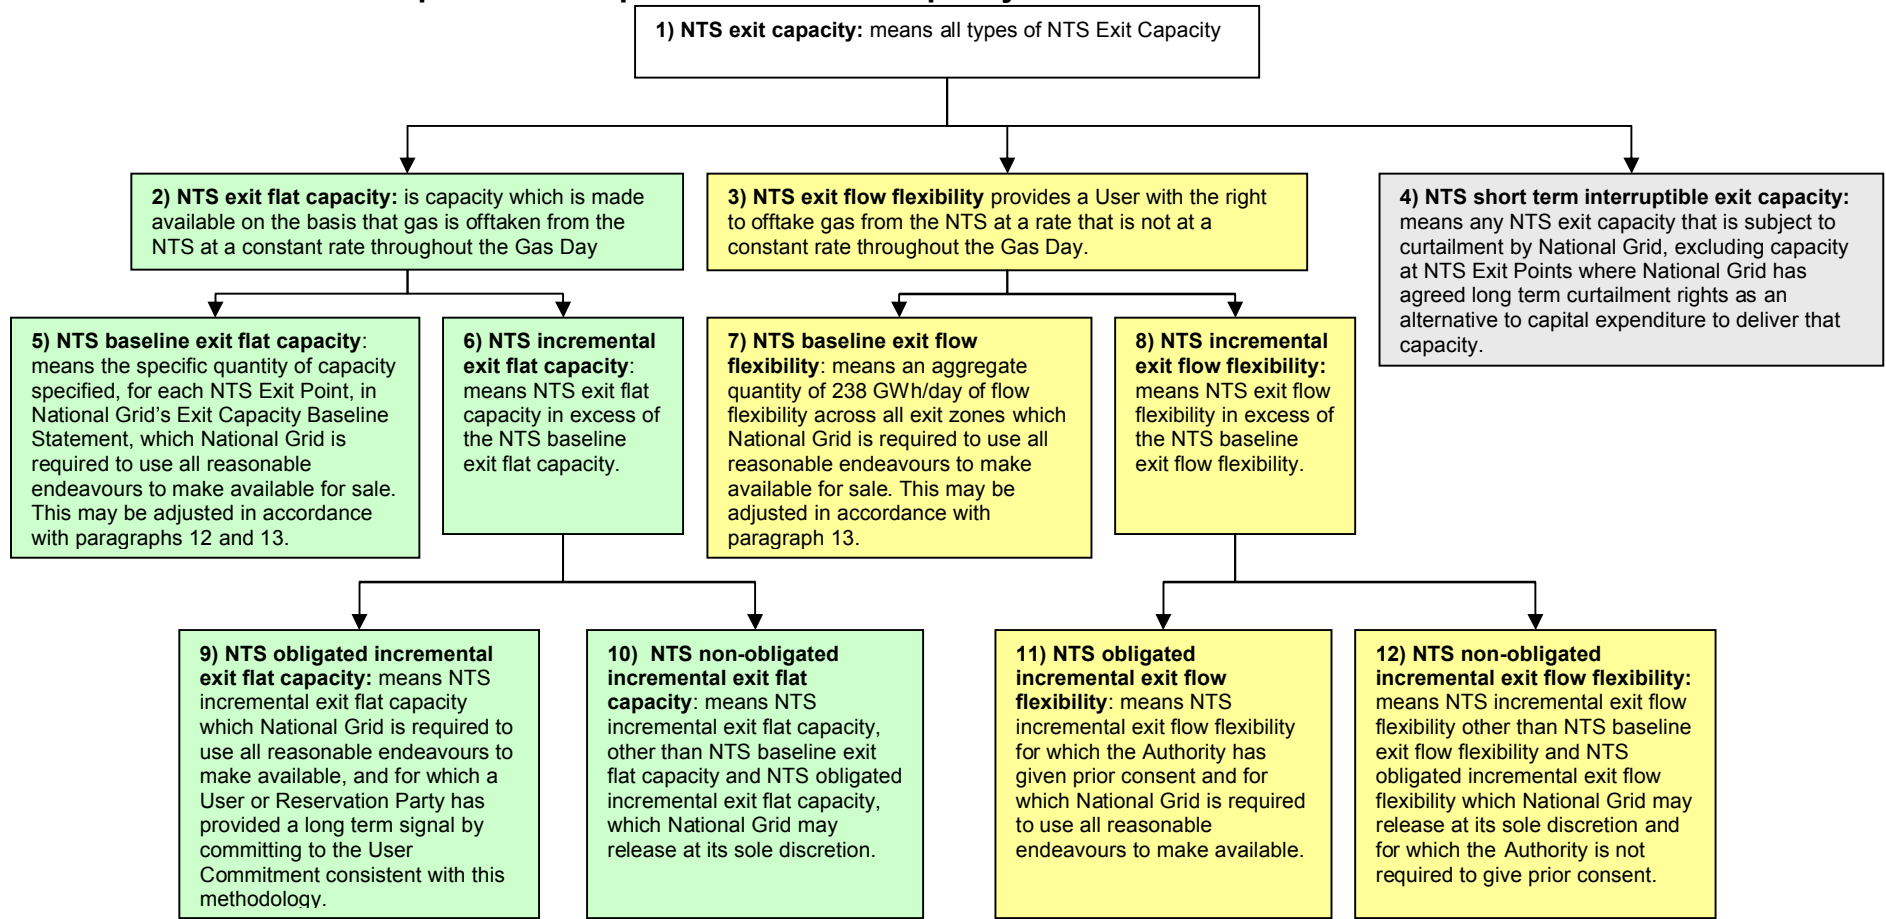 1) NTS exit capacity: means all types of NTS Exit Capacity
2) NTS exit flat capacity: is capacity which is made
available on the basis that gas is offtaken from the
NTS at a constant rate throughout the Gas Day
3) NTS exit flow flexibility provides a User with the right
to offtake gas from the NTS at a rate that is not at a
constant rate throughout the Gas Day.
4) NTS short term interruptible exit capacity:
means any NTS exit capacity that is subject to
curtailment by National Grid, excluding capacity
at NTS Exit Points where National Grid has
agreed long term curtailment rights as an
alternative to capital expenditure to deliver that
capacity.
5) NTS baseline exit flat capacity:
means the specific quantity of capacity
specified, for each NTS Exit Point, in
National Grid's Exit Capacity Baseline
Statement, which National Grid is
required to use all reasonable
endeavours to make available for sale.
This may be adjusted in accordance
with paragraphs 12 and 13.
6) NTS incremental
exit flat capacity:
means NTS exit flat
capacity in excess of
the NTS baseline
exit flat capacity.
7) NTS baseline exit flow
flexibility: means an aggregate
quantity of 238 GWh/day of flow
flexibility across all exit zones which
National Grid is required to use all
reasonable endeavours to make
available for sale. This may be
adjusted in accordance with
paragraph 13.
8) NTS incremental
exit flow flexibility:
means NTS exit flow
flexibility in excess of
the NTS baseline
exit flow flexibility.
9) NTS obligated incremental
exit flat capacity: means NTS
incremental exit flat capacity
which National Grid is required to
use all reasonable endeavours to
make available, and for which a
User or Reservation Party has
provided a long term signal by
committing to the User
Commitment consistent with this
methodology.
10) NTS non-obligated
incremental exit flat
capacity: means NTS
incremental exit flat capacity,
other than NTS baseline exit
flat capacity and NTS obligated
incremental exit flat capacity,
which National Grid may
release at its sole discretion.
11) NTS obligated
incremental exit flow
flexibility: means NTS
incremental exit flow flexibility
for which the Authority has
given prior consent and for
which National Grid is required
to use all reasonable
endeavours to make available.
12) NTS non-obligated
incremental exit flow flexibility:
means NTS incremental exit flow
flexibility other than NTS baseline
exit flow flexibility and NTS
obligated incremental exit flow
flexibility which National Grid may
release at its sole discretion and
for which the Authority is not
required to give prior consent.